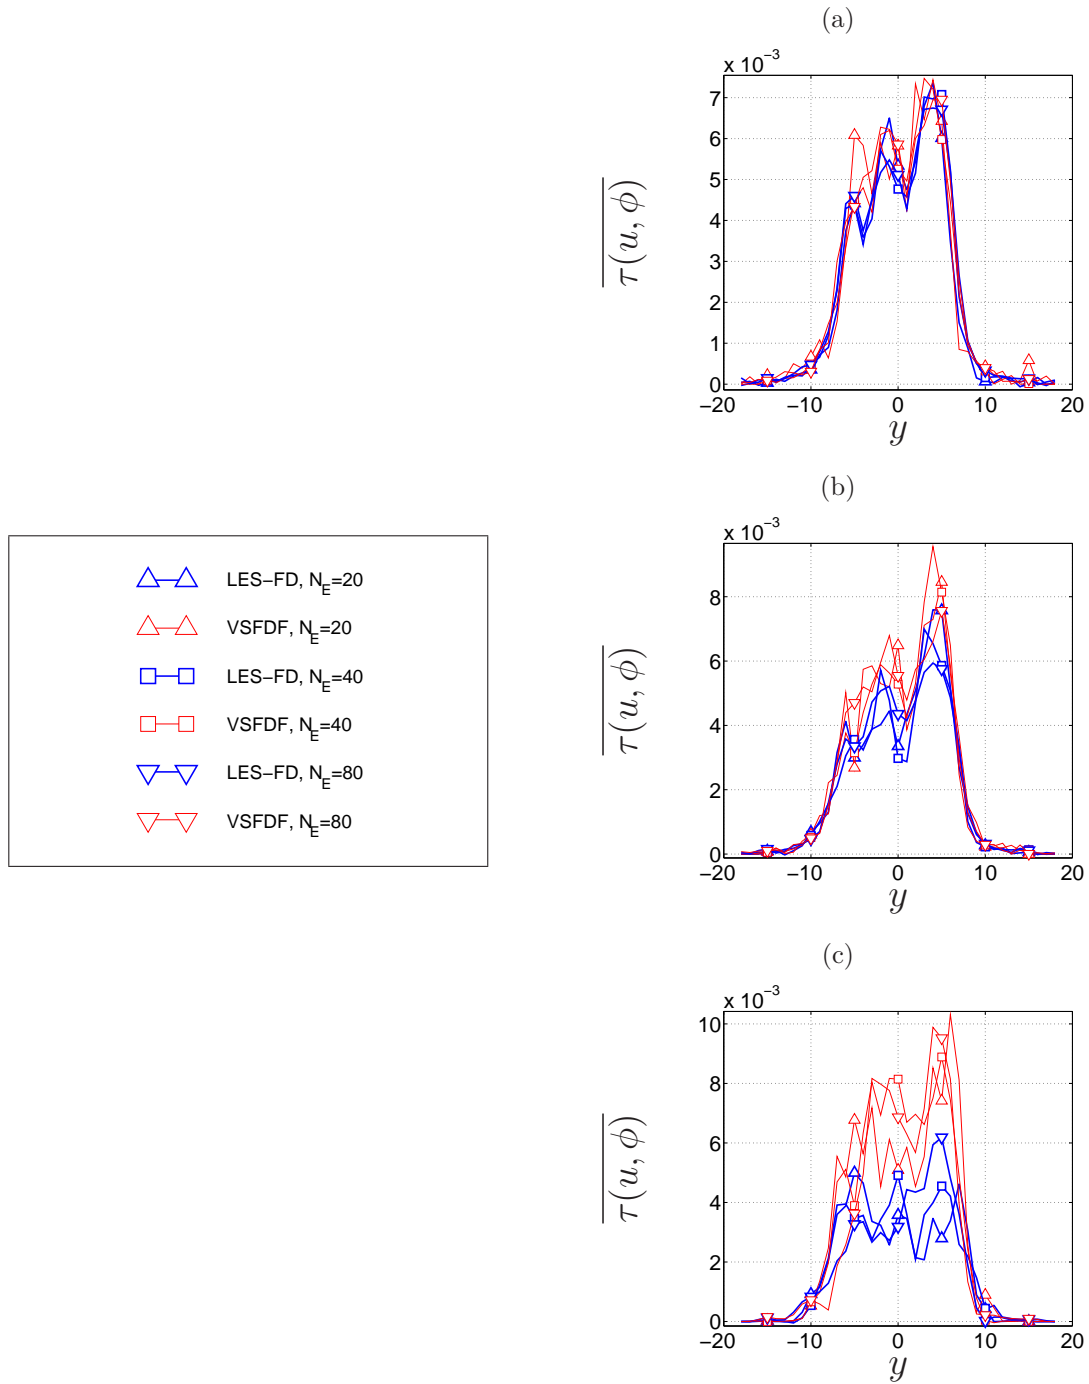 (a)
x 10⁻³
7
6
5
4
3
2
1
0
−20 −10 0 10 20
τ(u, ϕ)
y
(b)
x 10⁻³
8
6
4
2
0
−20 −10 0 10 20
τ(u, ϕ)
y
LES−FD, N_E=20
VSFDF, N_E=20
LES−FD, N_E=40
VSFDF, N_E=40
LES−FD, N_E=80
VSFDF, N_E=80
(c)
x 10⁻³
10
8
6
4
2
0
−20 −10 0 10 20
τ(u, ϕ)
y